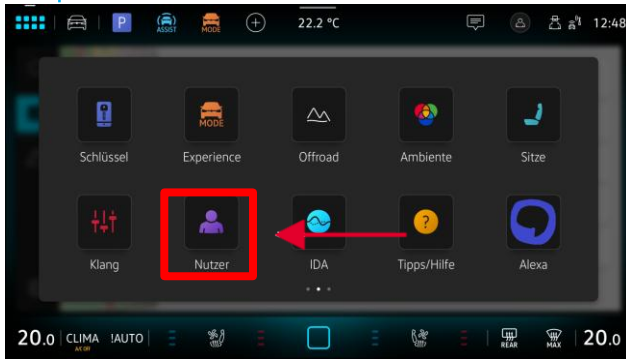 P ASSIST MODE 22.2 °C 12:48
MODE
Schlüssel Experience Offroad Ambiente Sitze
?
Klang Nutzer IDA Tipps/Hilfe Alexa
20.0 CLIMA !AUTO REAR MAX 20.0
A/C Off